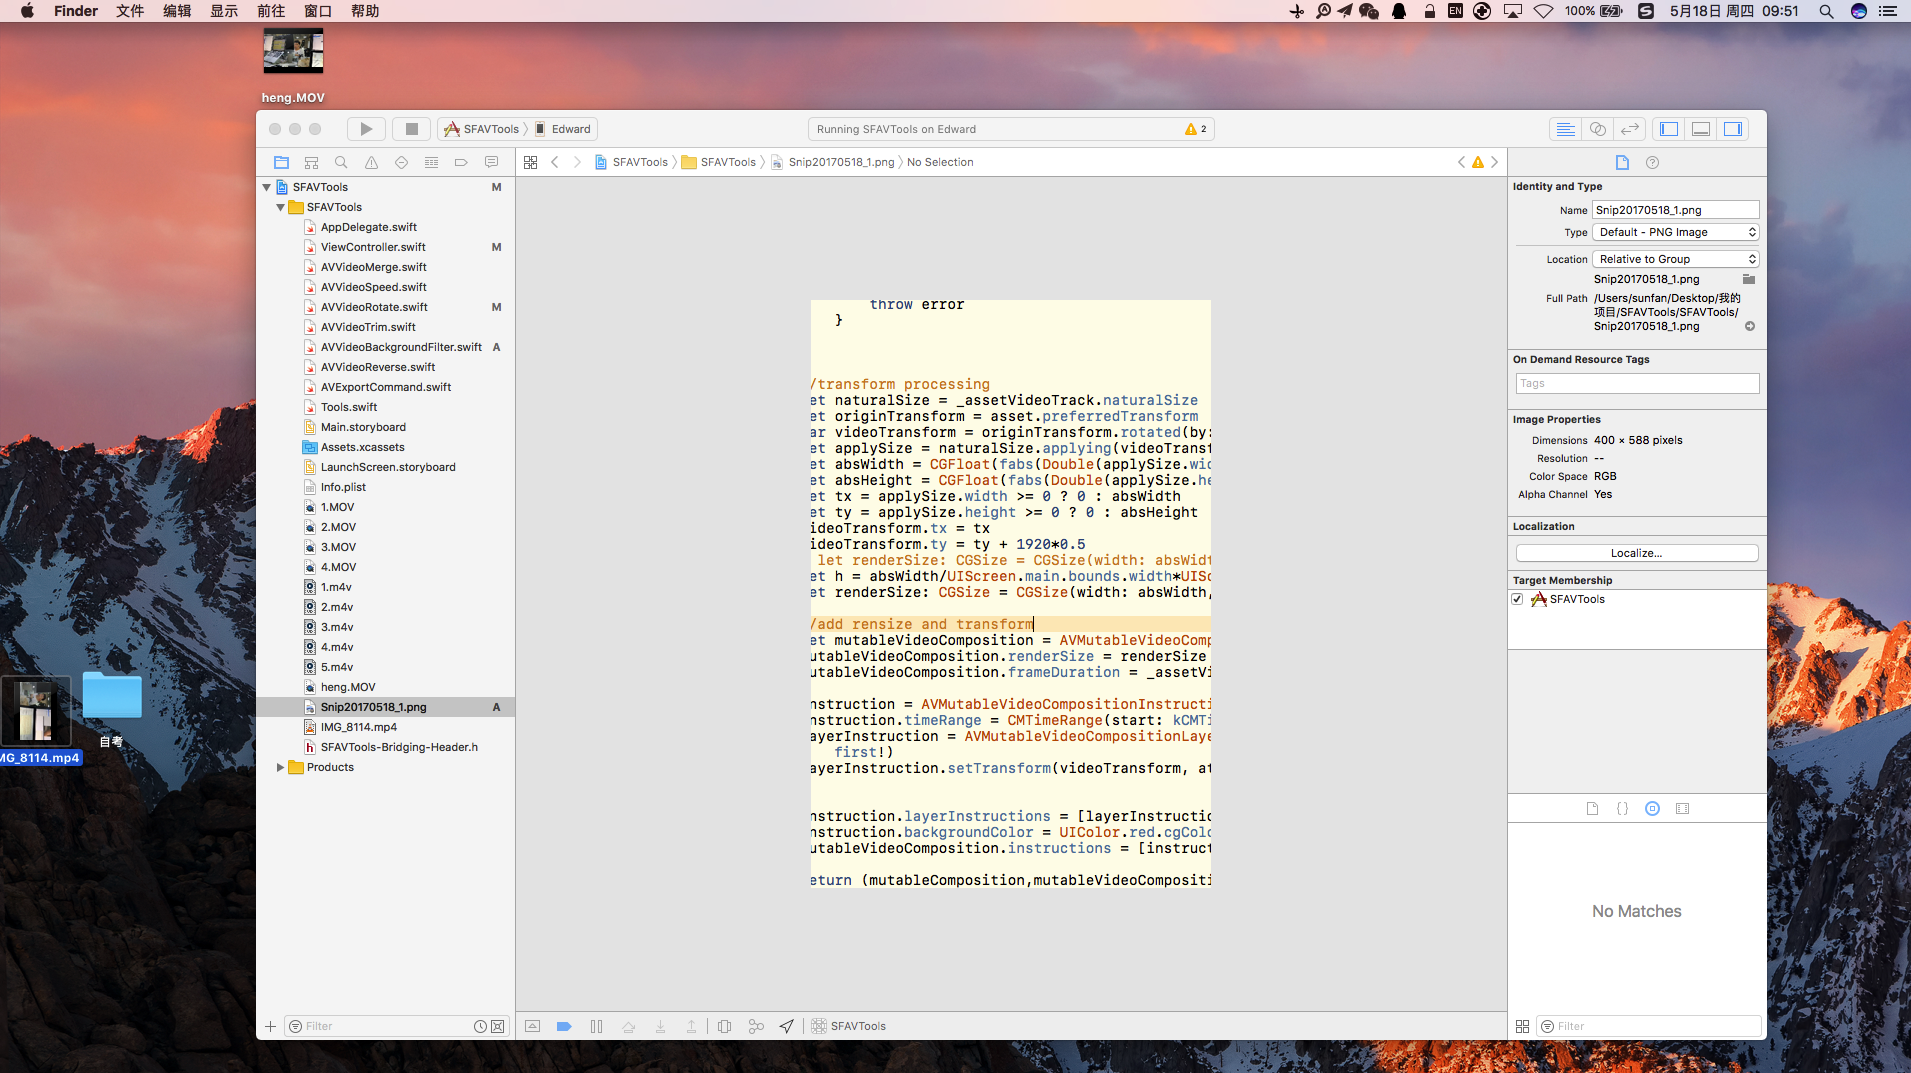 Finder 文件 编辑 显示 前往 窗口 帮助
EN 100% 5月18日 周四 09:51
heng.MOV
SFAVTools Edward
Running SFAVTools on Edward 2
SFAVTools SFAVTools Snip20170518_1.png No Selection
SFAVTools M
SFAVTools
AppDelegate.swift
ViewController.swift M
AVVideoMerge.swift
AVVideoSpeed.swift
AVVideoRotate.swift M
AVVideoTrim.swift
AVVideoBackgroundFilter.swift A
AVVideoReverse.swift
AVExportCommand.swift
Tools.swift
Main.storyboard
Assets.xcassets
LaunchScreen.storyboard
Info.plist
1.MOV
2.MOV
3.MOV
4.MOV
1.m4v
2.m4v
3.m4v
4.m4v
5.m4v
heng.MOV
Snip20170518_1.png A
IMG_8114.mp4
SFAVTools-Bridging-Header.h
Products
Filter
MG_8114.mp4
自考
throw error
}
/transform processing
et naturalSize = _assetVideoTrack.naturalSize
et originTransform = asset.preferredTransform
ar videoTransform = originTransform.rotated(by:
et applySize = naturalSize.applying(videoTransf
et absWidth = CGFloat(fabs(Double(applySize.wid
et absHeight = CGFloat(fabs(Double(applySize.he
et tx = applySize.width >= 0 ? 0 : absWidth
et ty = applySize.height >= 0 ? 0 : absHeight
ideoTransform.tx = tx
ideoTransform.ty = ty + 1920*0.5
let renderSize: CGSize = CGSize(width: absWidt
et h = absWidth/UIScreen.main.bounds.width*UISc
et renderSize: CGSize = CGSize(width: absWidth,
/add rensize and transform
et mutableVideoComposition = AVMutableVideoComp
utableVideoComposition.renderSize = renderSize
utableVideoComposition.frameDuration = _assetVi
nstruction = AVMutableVideoCompositionInstructi
nstruction.timeRange = CMTimeRange(start: kCMTi
ayerInstruction = AVMutableVideoCompositionLaye
first!)
ayerInstruction.setTransform(videoTransform, at
nstruction.layerInstructions = [layerInstructio
nstruction.backgroundColor = UIColor.red.cgColo
utableVideoComposition.instructions = [instruct
eturn (mutableComposition,mutableVideoCompositi
SFAVTools
Identity and Type
Name Snip20170518_1.png
Type Default - PNG Image
Location Relative to Group
Snip20170518_1.png
Full Path /Users/sunfan/Desktop/我的
项目/SFAVTools/SFAVTools/
Snip20170518_1.png
On Demand Resource Tags
Tags
Image Properties
Dimensions 400 × 588 pixels
Resolution --
Color Space RGB
Alpha Channel Yes
Localization
Localize...
Target Membership
SFAVTools
{ }
No Matches
Filter